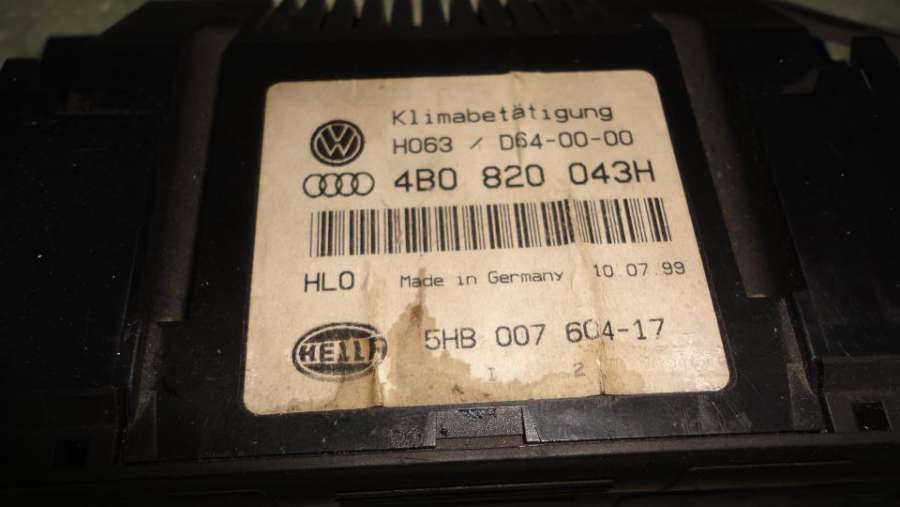 Klimabetätigung
H063 / D64-00-00
4B0 820 043H
HLO Made in Germany 10.07.99
HELLA 5HB 007 604-17
1 2